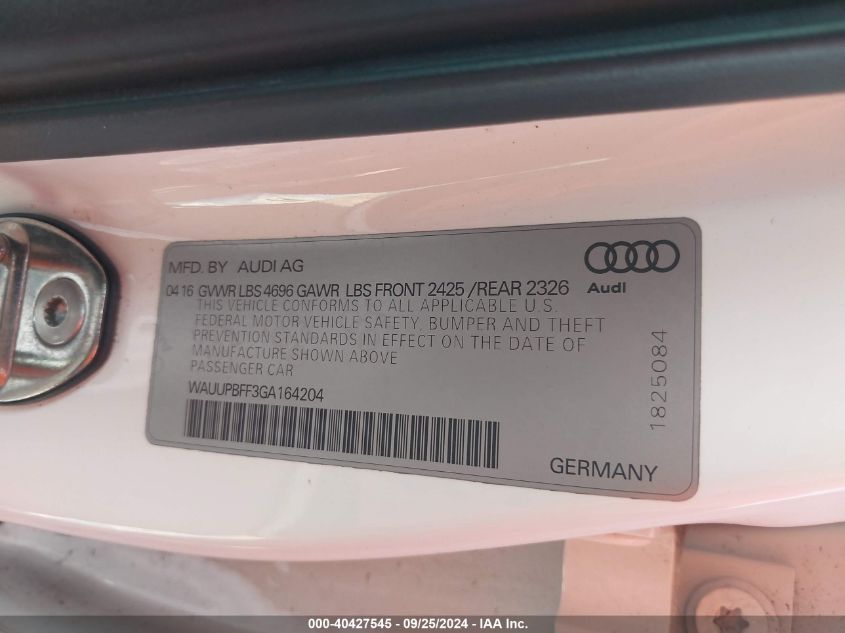 MFD. BY AUDI AG
04 16 GVWR LBS 4696 GAWR LBS FRONT 2425 /REAR 2326
THIS VEHICLE CONFORMS TO ALL APPLICABLE U.S.
FEDERAL MOTOR VEHICLE SAFETY, BUMPER AND THEFT
PREVENTION STANDARDS IN EFFECT ON THE DATE OF
MANUFACTURE SHOWN ABOVE
PASSENGER CAR
WAUUPBFF3GA164204
Audi
1825084
GERMANY
000-40427545 - 09/25/2024 - IAA Inc.